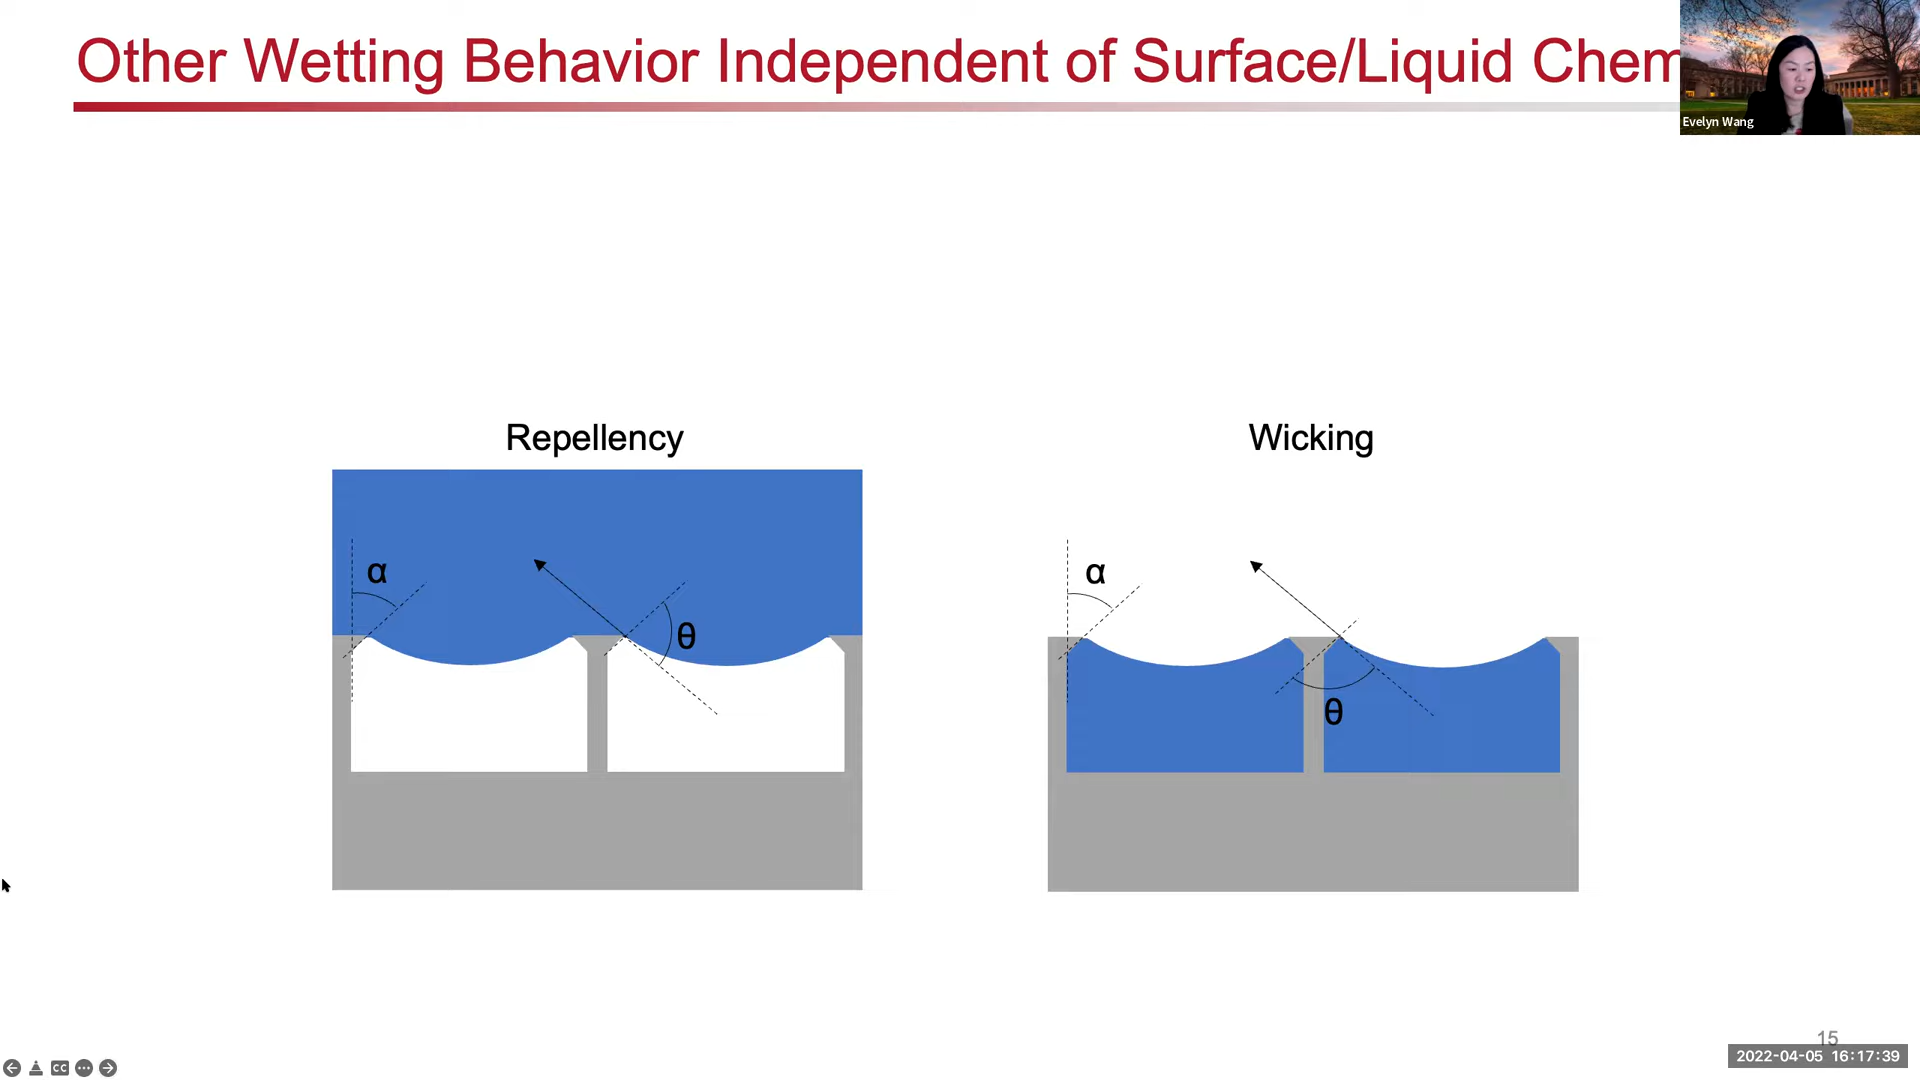 Other Wetting Behavior Independent of Surface/Liquid Chem
Evelyn Wang
Repellency
Wicking
α
θ
α
θ
15
2022-04-05 16:17:39
CC